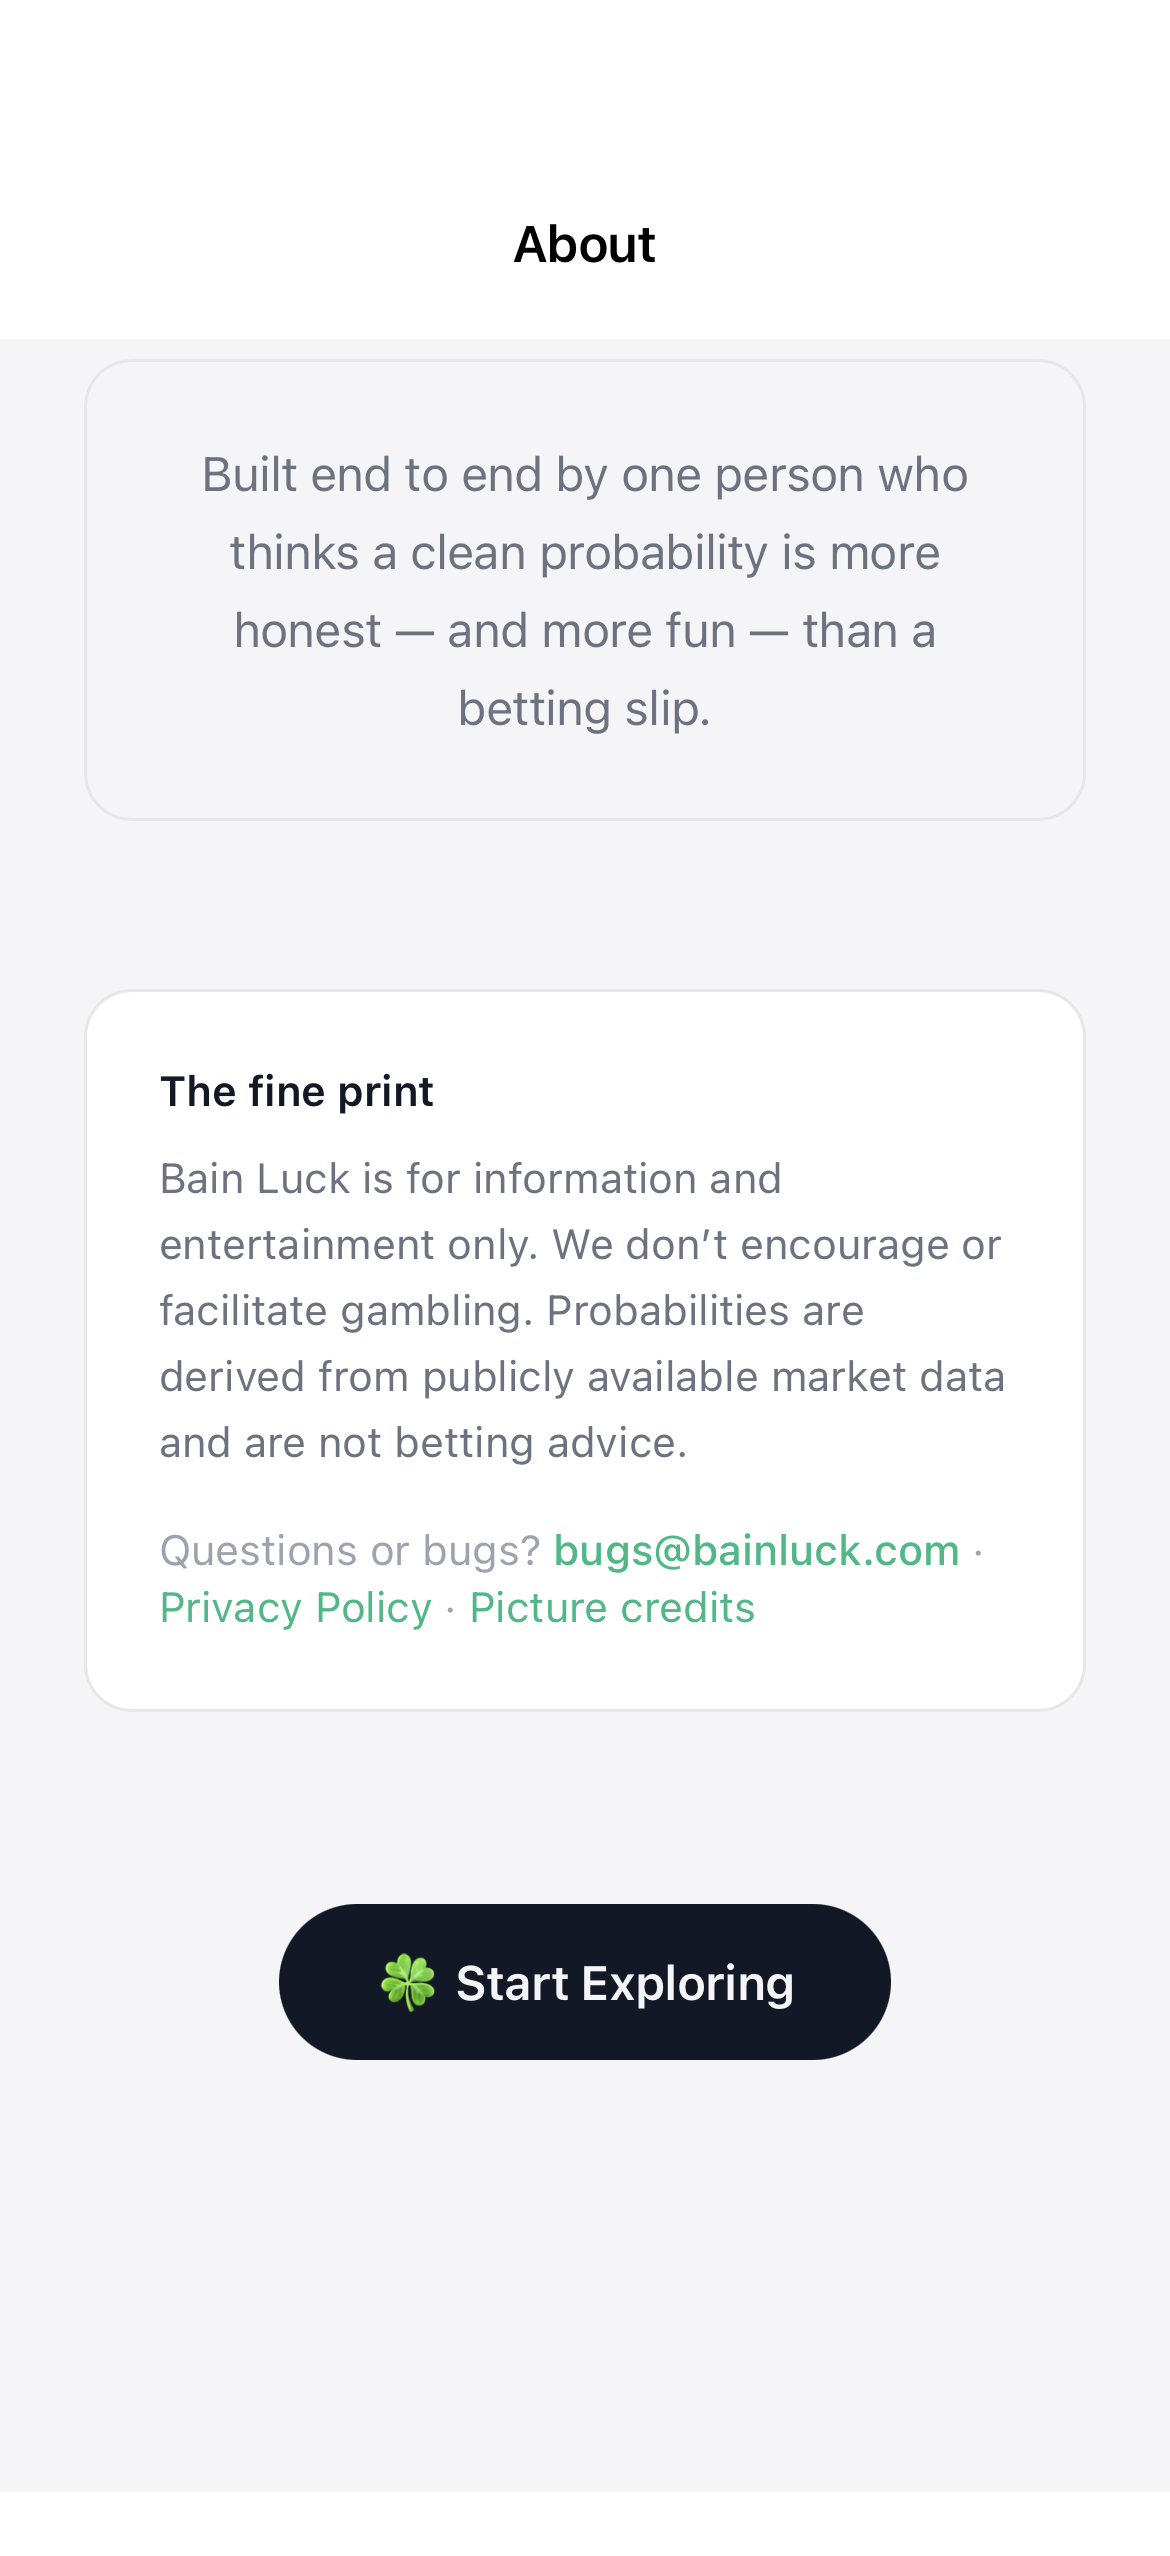 About
Built end to end by one person who
thinks a clean probability is more
honest — and more fun — than a
betting slip.
The fine print
Bain Luck is for information and
entertainment only. We don’t encourage or
facilitate gambling. Probabilities are
derived from publicly available market data
and are not betting advice.
Questions or bugs? bugs@bainluck.com ·
Privacy Policy · Picture credits
🍀 Start Exploring